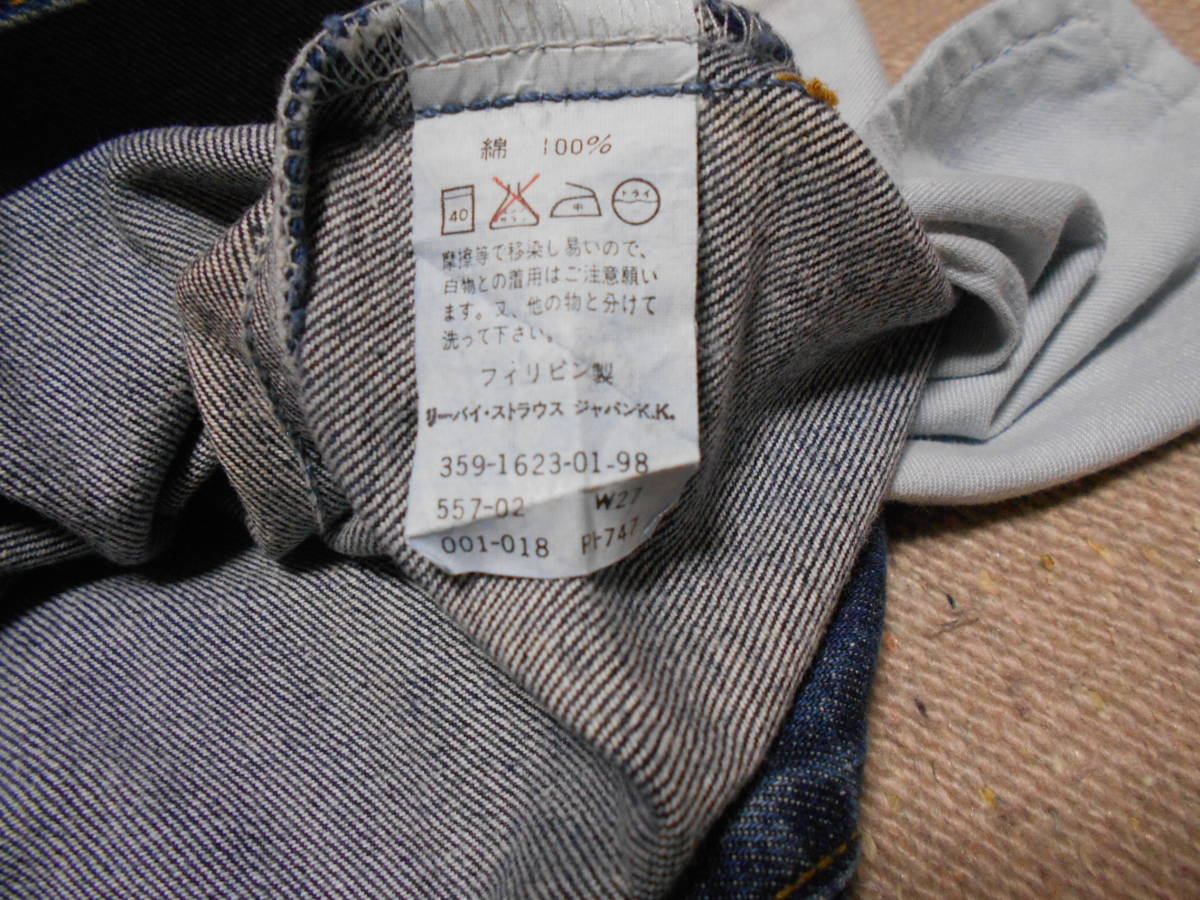 綿 100%
40 中 ドライ
摩擦等で移染し易いので、
白物との着用はご注意願い
ます。又、他の物と分けて
洗って下さい。
フィリピン製
リーバイ・ストラウス ジャパンK.K.
359-1623-01-98
557-02 W27
001-018 PI-747